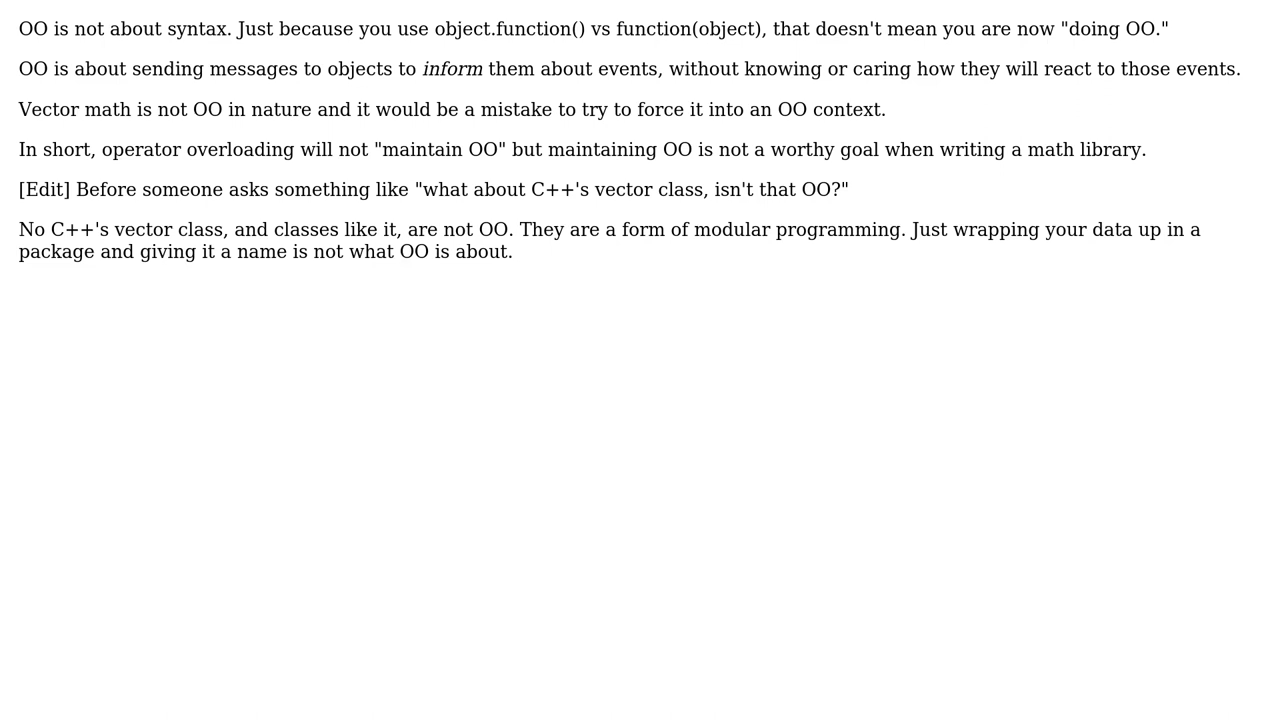 OO is not about syntax. Just because you use object.function() vs function(object), that doesn't mean you are now "doing OO."
OO is about sending messages to objects to inform them about events, without knowing or caring how they will react to those events.
Vector math is not OO in nature and it would be a mistake to try to force it into an OO context.
In short, operator overloading will not "maintain OO" but maintaining OO is not a worthy goal when writing a math library.
[Edit] Before someone asks something like "what about C++'s vector class, isn't that OO?"
No C++'s vector class, and classes like it, are not OO. They are a form of modular programming. Just wrapping your data up in a
package and giving it a name is not what OO is about.